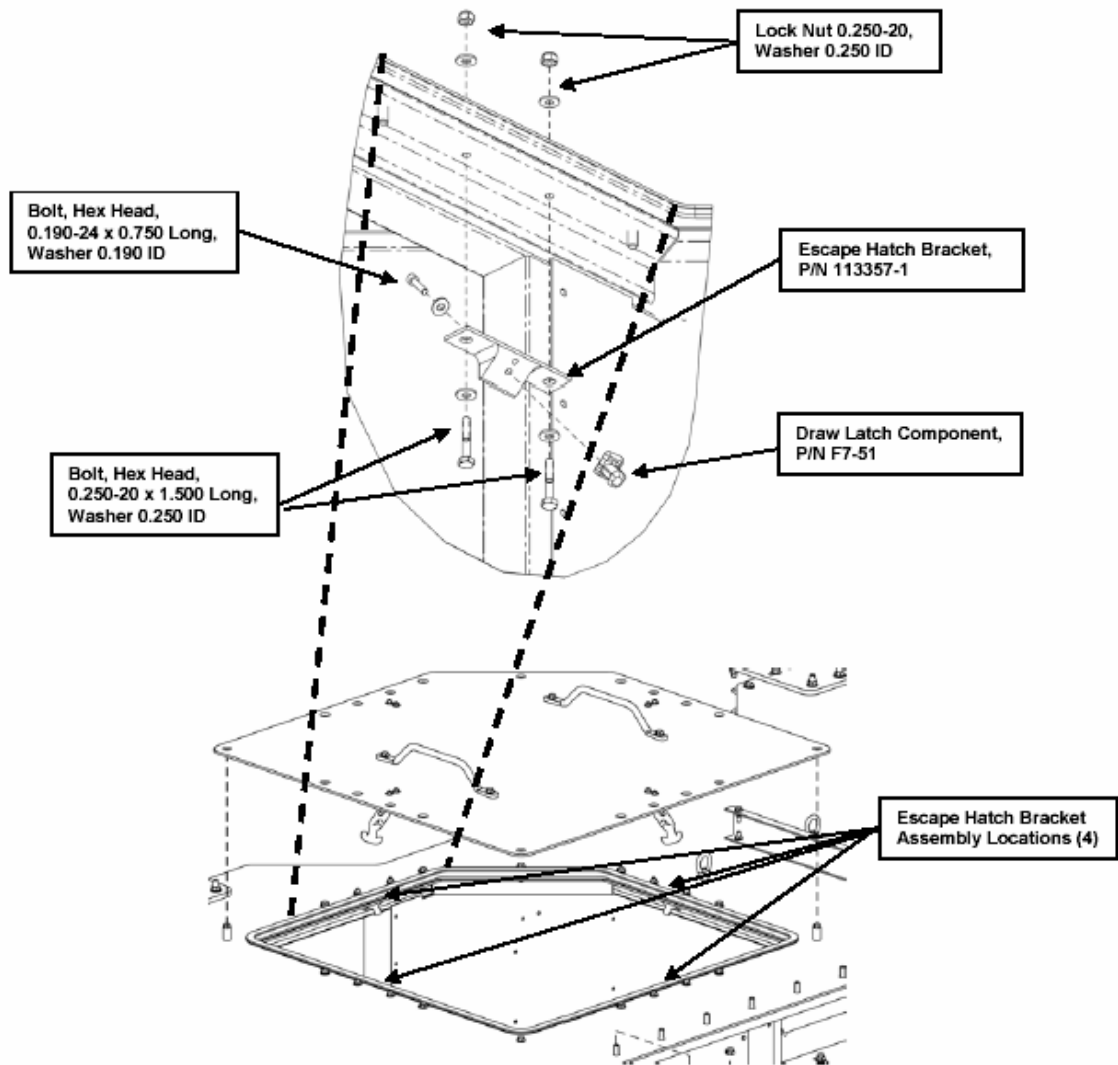 Lock Nut 0.250-20,
Washer 0.250 ID
Bolt, Hex Head,
0.190-24 x 0.750 Long,
Washer 0.190 ID
Escape Hatch Bracket,
P/N 113357-1
Draw Latch Component,
P/N F7-51
Bolt, Hex Head,
0.250-20 x 1.500 Long,
Washer 0.250 ID
Escape Hatch Bracket
Assembly Locations (4)